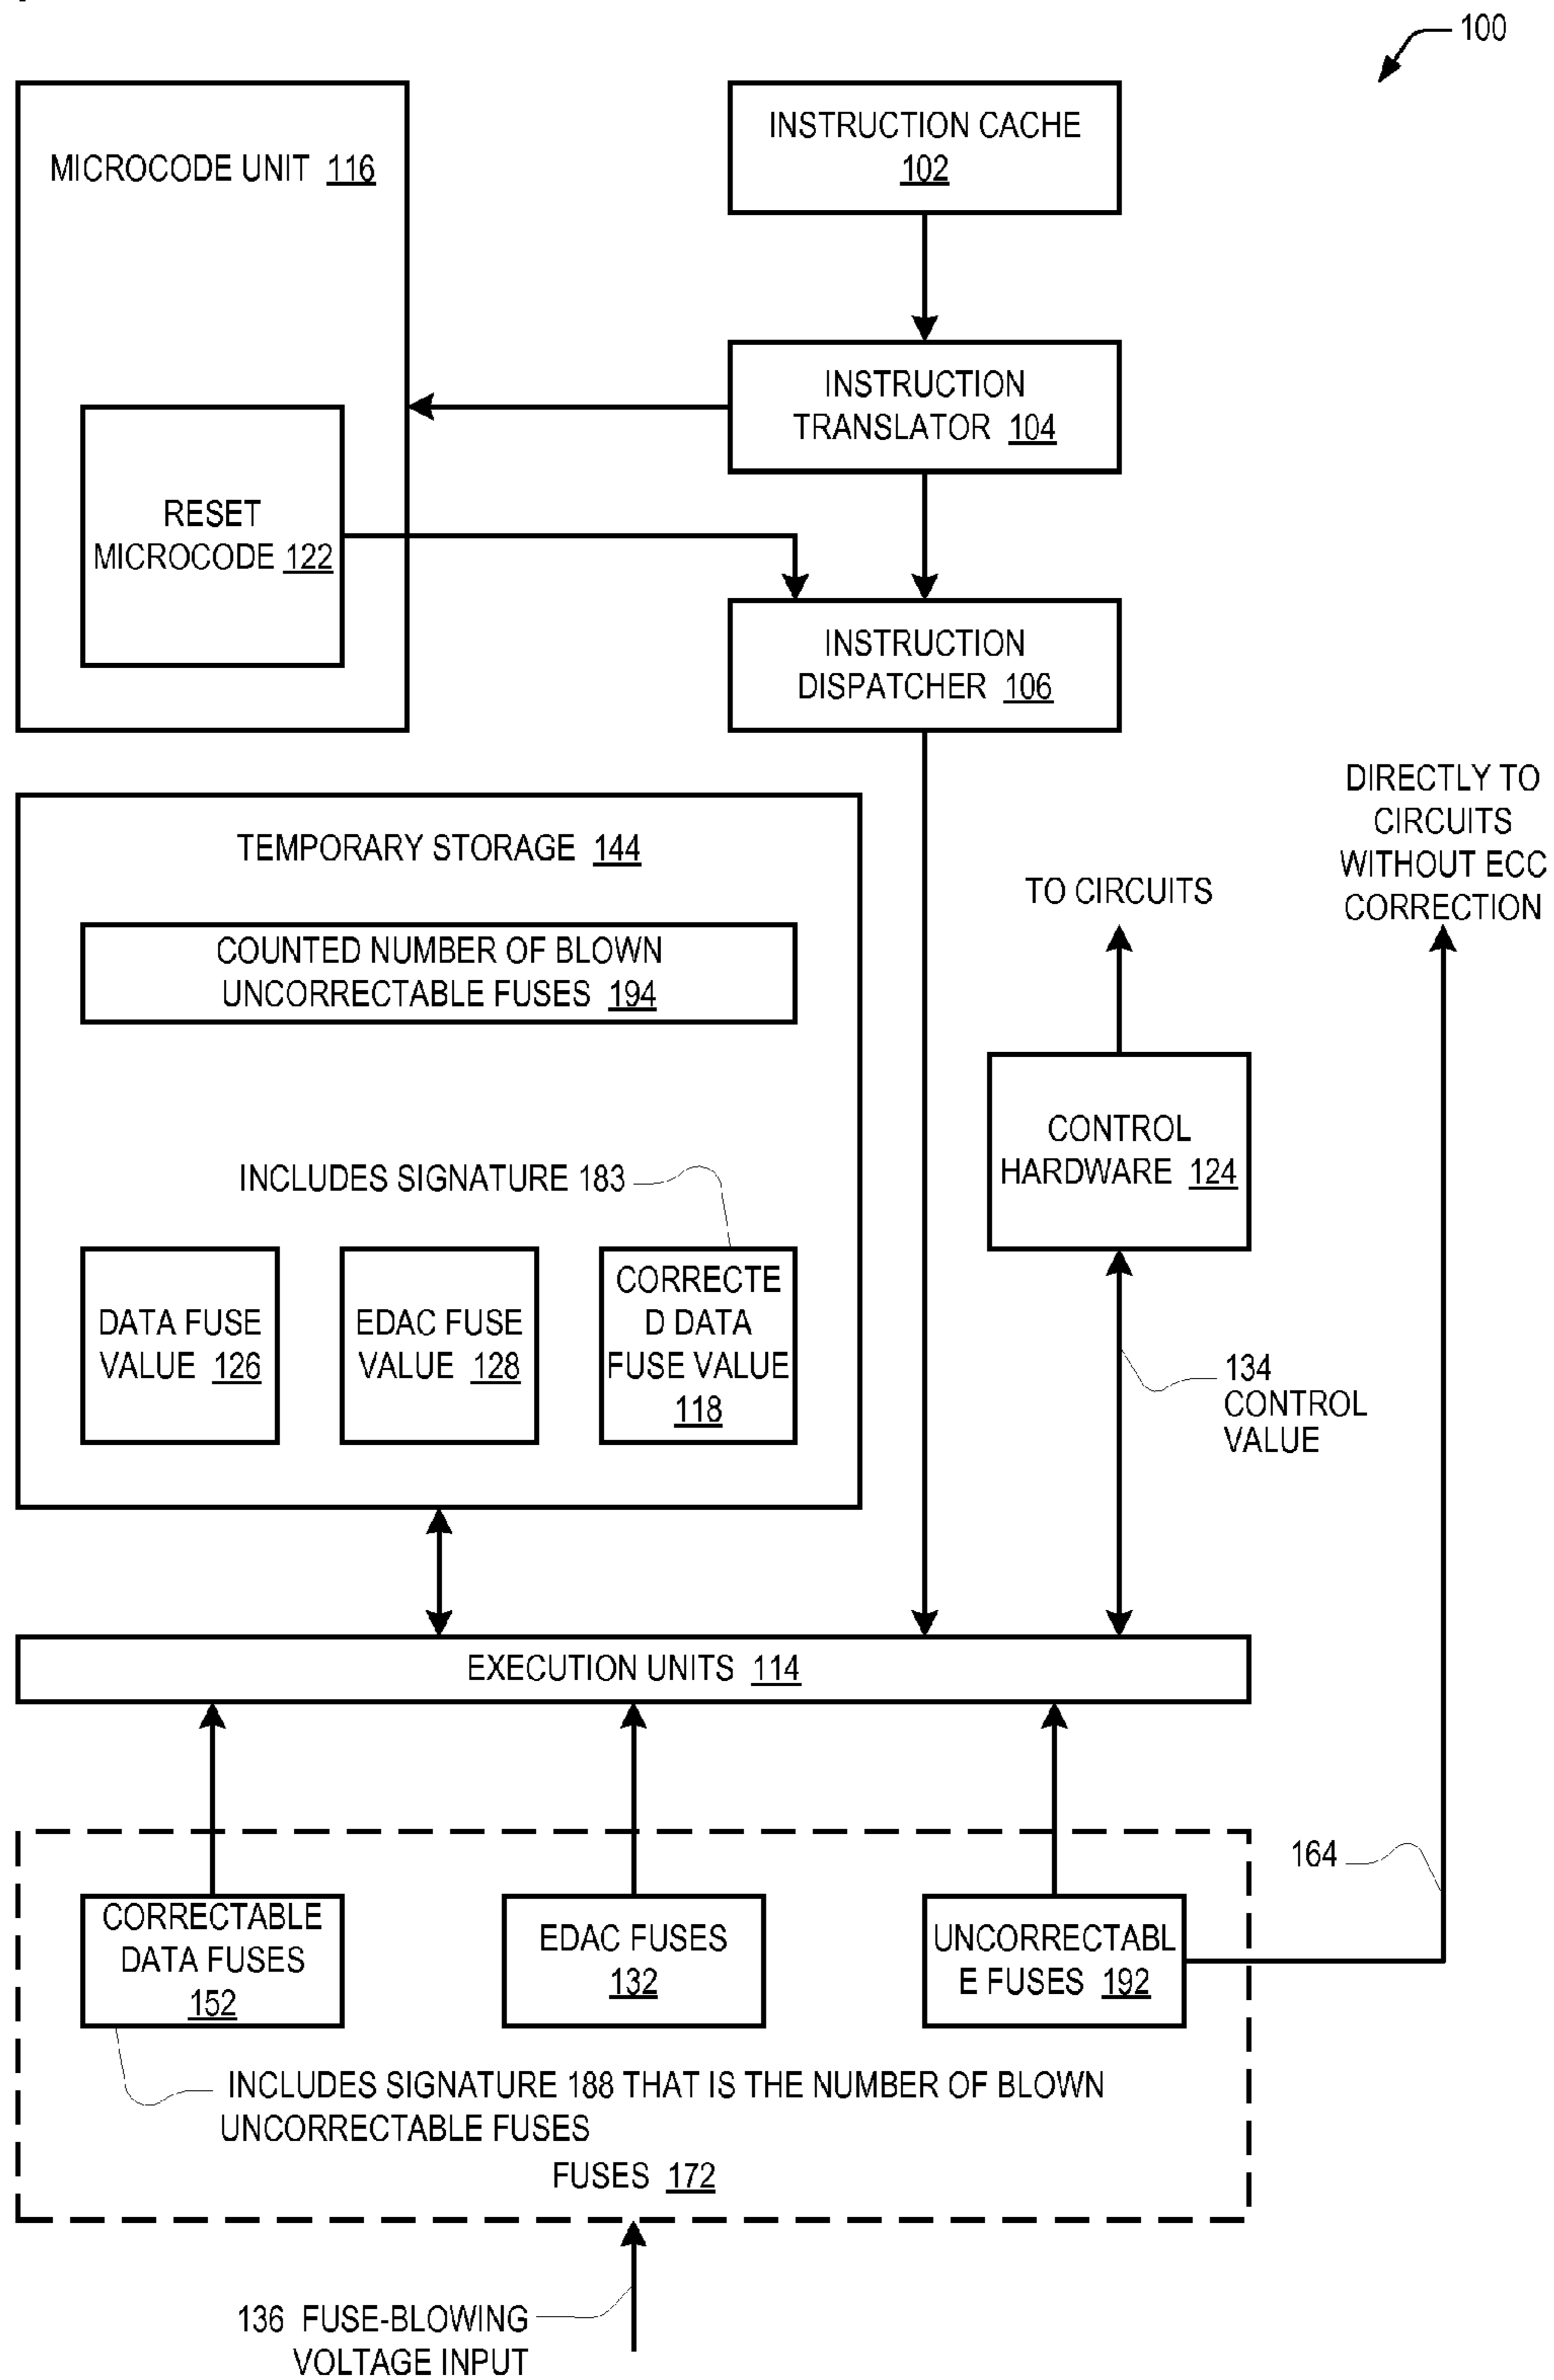 100
MICROCODE UNIT 116
INSTRUCTION CACHE
102
INSTRUCTION
TRANSLATOR 104
RESET
MICROCODE 122
INSTRUCTION
DISPATCHER 106
TEMPORARY STORAGE 144
COUNTED NUMBER OF BLOWN
UNCORRECTABLE FUSES 194
INCLUDES SIGNATURE 183
DATA FUSE
VALUE 126
EDAC FUSE
VALUE 128
CORRECTE
D DATA
FUSE VALUE
118
TO CIRCUITS
DIRECTLY TO
CIRCUITS
WITHOUT ECC
CORRECTION
CONTROL
HARDWARE 124
134
CONTROL
VALUE
EXECUTION UNITS 114
164
CORRECTABLE
DATA FUSES
152
EDAC FUSES
132
UNCORRECTABL
E FUSES 192
INCLUDES SIGNATURE 188 THAT IS THE NUMBER OF BLOWN
UNCORRECTABLE FUSES
FUSES 172
136 FUSE-BLOWING
VOLTAGE INPUT